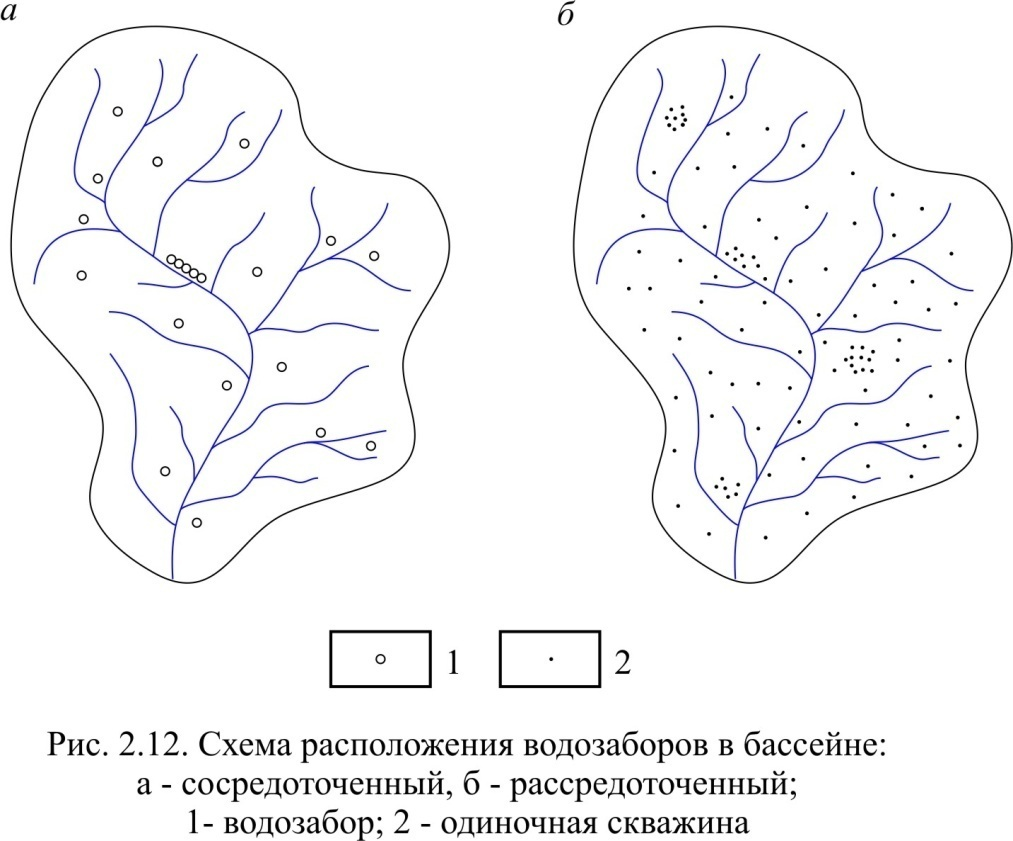 а
б
1
2
Рис. 2.12. Схема расположения водозаборов в бассейне:
а - сосредоточенный, б - рассредоточенный;
1- водозабор; 2 - одиночная скважина